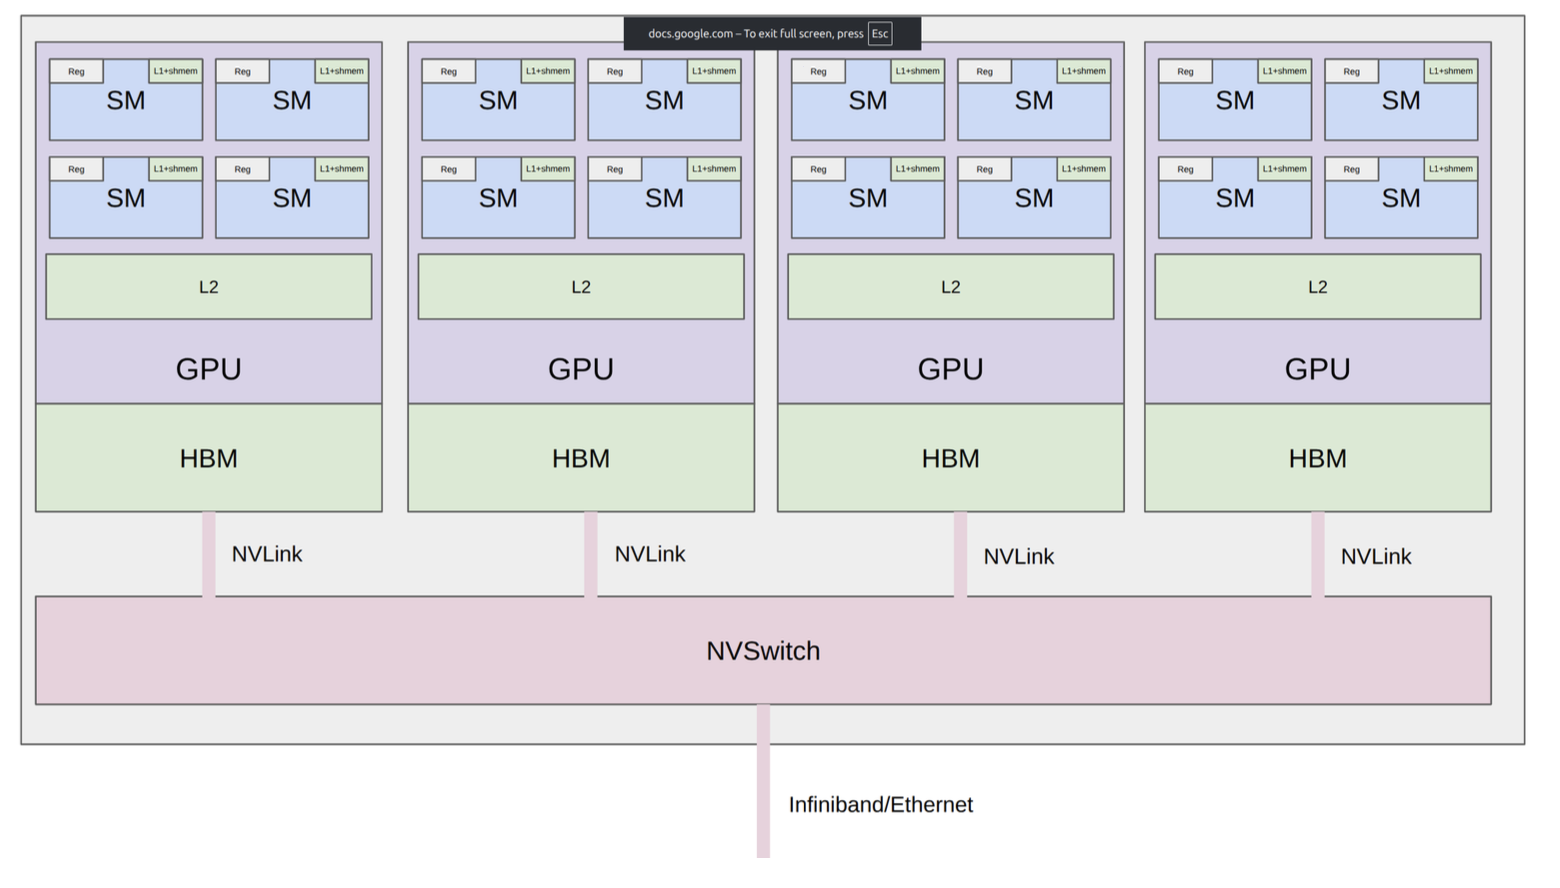 docs.google.com – To exit full screen, press Esc
Reg L1+shmem Reg L1+shmem Reg L1+shmem Reg L1+shmem Reg L1+shmem Reg L1+shmem Reg L1+shmem Reg L1+shmem
SM SM SM SM SM SM SM SM
Reg L1+shmem Reg L1+shmem Reg L1+shmem Reg L1+shmem Reg L1+shmem Reg L1+shmem Reg L1+shmem Reg L1+shmem
SM SM SM SM SM SM SM SM
L2 L2 L2 L2
GPU GPU GPU GPU
HBM HBM HBM HBM
NVLink NVLink NVLink NVLink
NVSwitch
Infiniband/Ethernet